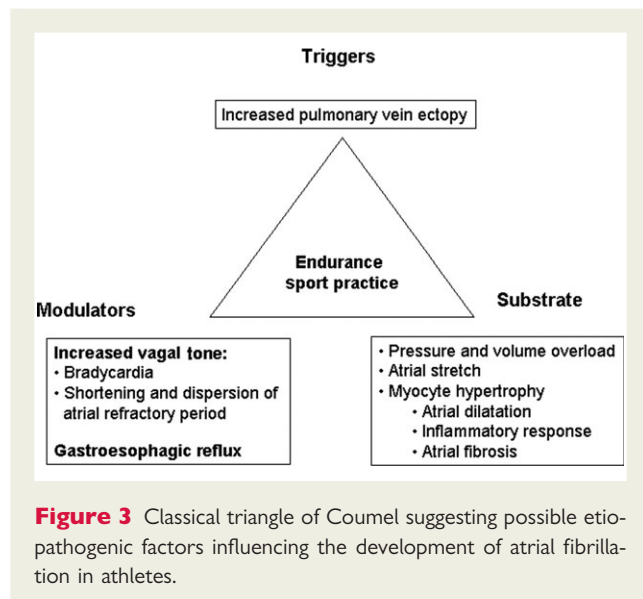 Triggers
Increased pulmonary vein ectopy
Endurance
sport practice
Modulators
Increased vagal tone:
• Bradycardia
• Shortening and dispersion of
atrial refractory period
Gastroesophagic reflux
Substrate
• Pressure and volume overload
• Atrial stretch
• Myocyte hypertrophy
• Atrial dilatation
• Inflammatory response
• Atrial fibrosis
Figure 3 Classical triangle of Coumel suggesting possible etio-
pathogenic factors influencing the development of atrial fibrilla-
tion in athletes.